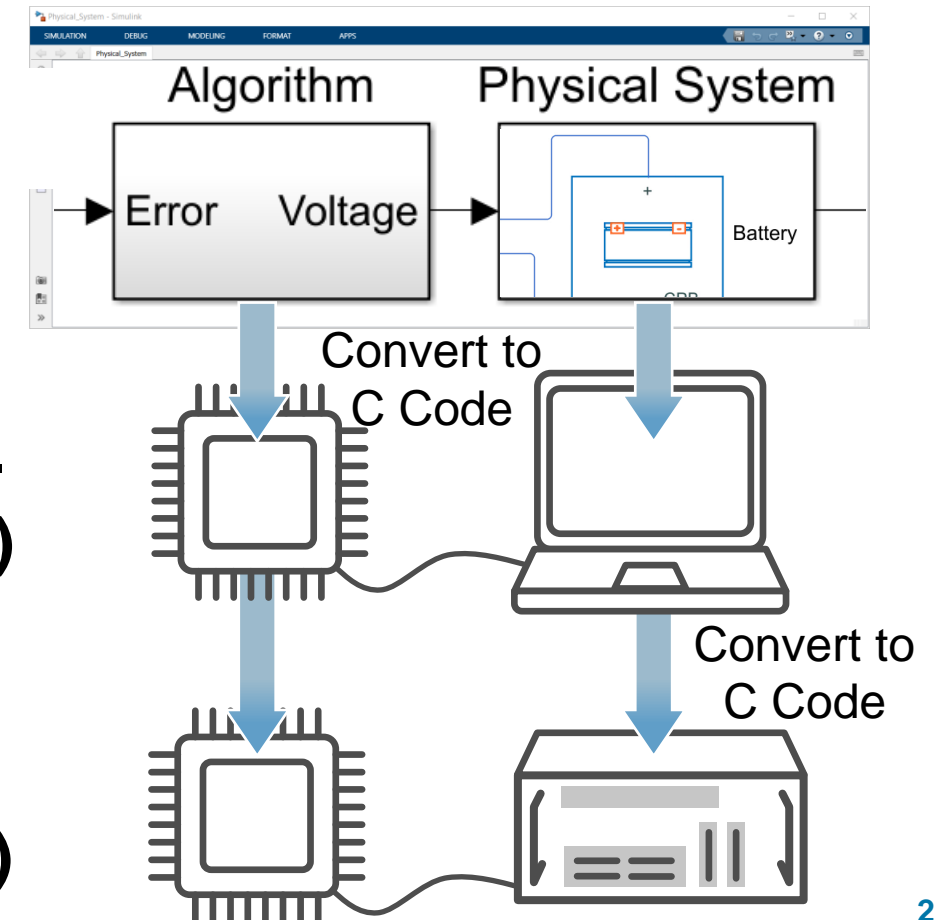 Physical_System - Simulink
SIMULATION DEBUG MODELING FORMAT APPS
Physical_System
Algorithm Physical System
Error Voltage
+
+ -
Battery
Convert to
C Code
Convert to
C Code
)
)
2